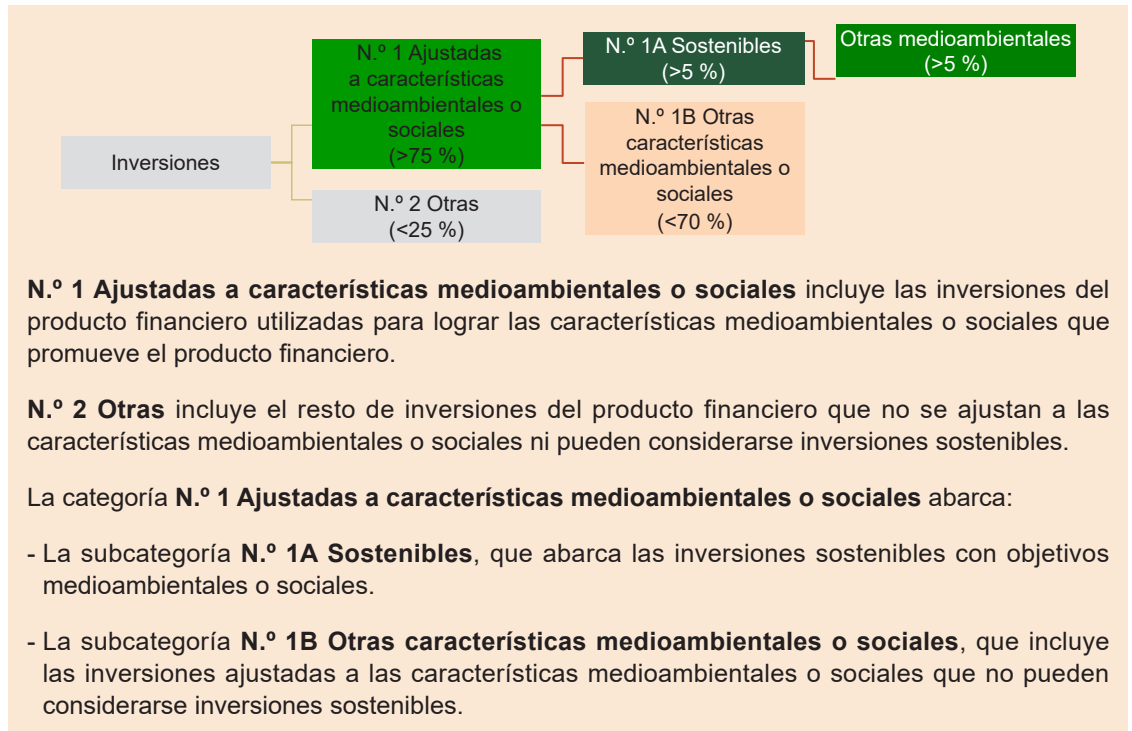 Inversiones
N.º 1 Ajustadas
a características
medioambientales o
sociales
(>75 %)
N.º 2 Otras
(<25 %)
N.º 1A Sostenibles
(>5 %)
N.º 1B Otras
características
medioambientales o
sociales
(<70 %)
Otras medioambientales
(>5 %)
N.º 1 Ajustadas a características medioambientales o sociales incluye las inversiones del
producto financiero utilizadas para lograr las características medioambientales o sociales que
promueve el producto financiero.
N.º 2 Otras incluye el resto de inversiones del producto financiero que no se ajustan a las
características medioambientales o sociales ni pueden considerarse inversiones sostenibles.
La categoría N.º 1 Ajustadas a características medioambientales o sociales abarca:
- La subcategoría N.º 1A Sostenibles, que abarca las inversiones sostenibles con objetivos
medioambientales o sociales.
- La subcategoría N.º 1B Otras características medioambientales o sociales, que incluye
las inversiones ajustadas a las características medioambientales o sociales que no pueden
considerarse inversiones sostenibles.